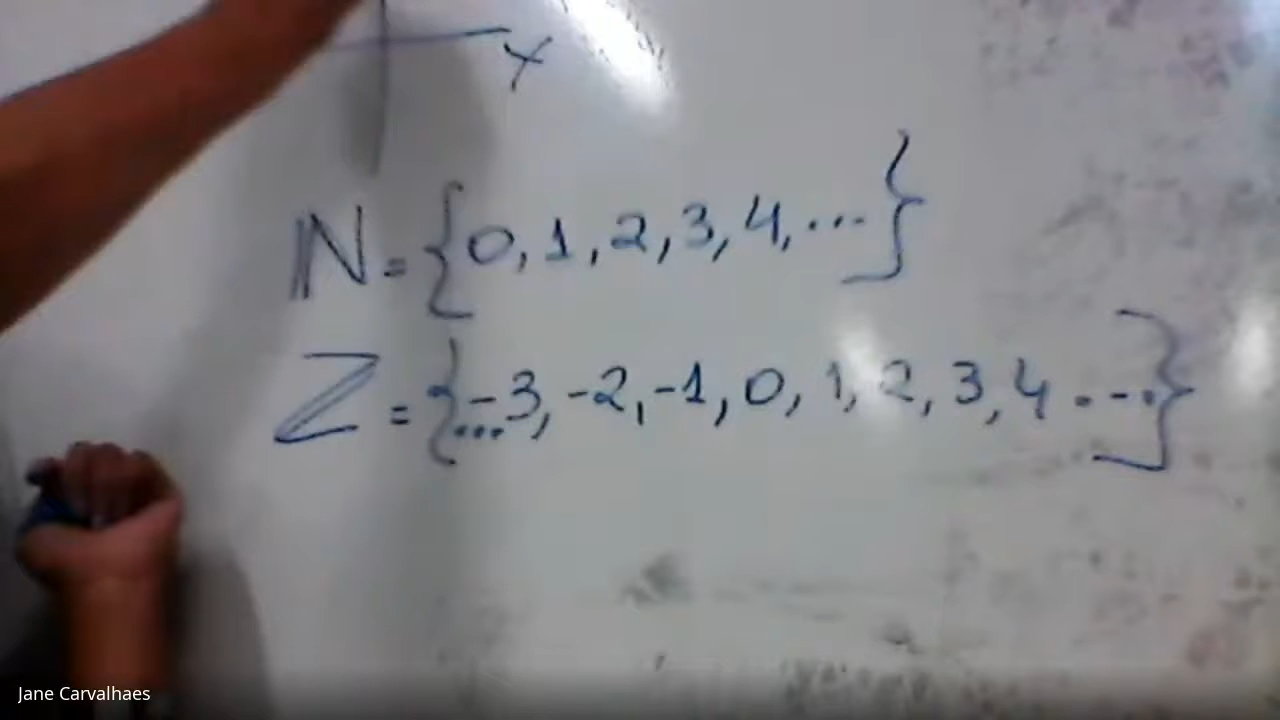 x
N = {0, 1, 2, 3, 4, ...}
Z = {... -3, -2, -1, 0, 1, 2, 3, 4 ...}
Jane Carvalhaes